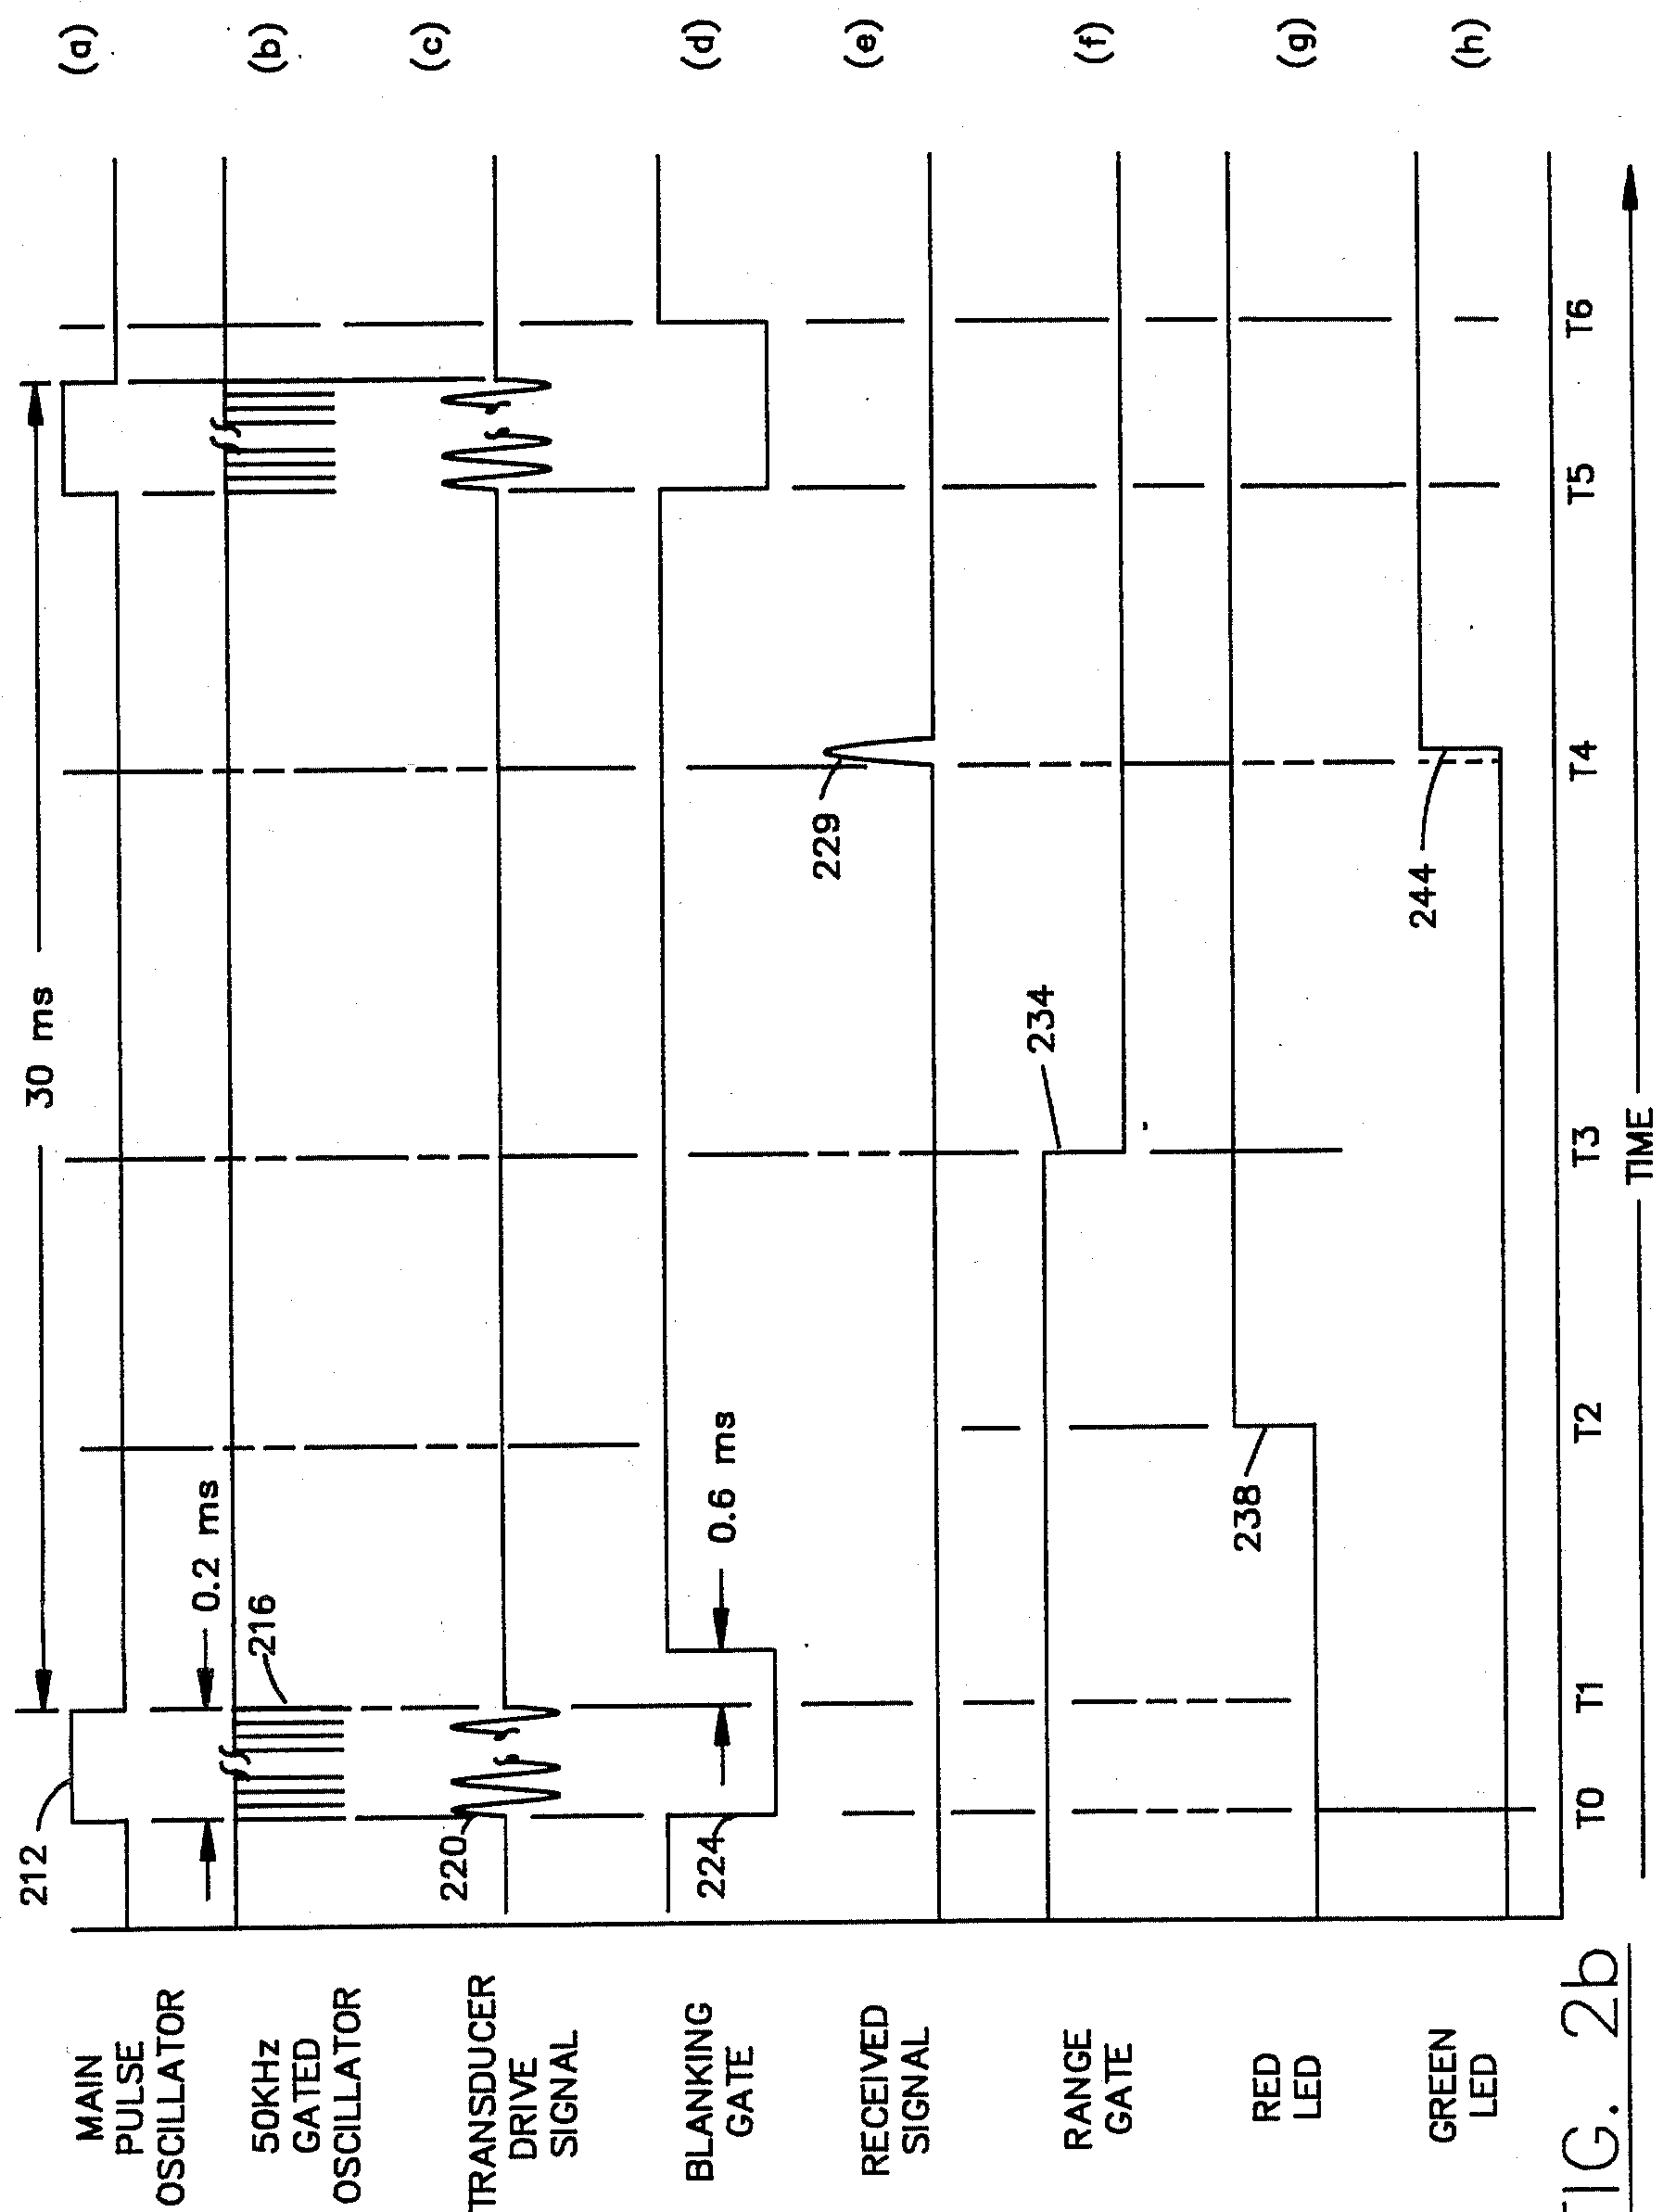 30 ms
212
MAIN
PULSE
OSCILLATOR
(a)
0.2 ms
216
50KHz
GATED
OSCILLATOR
(b)
220
TRANSDUCER
DRIVE
SIGNAL
(c)
224
0.6 ms
BLANKING
GATE
(d)
229
RECEIVED
SIGNAL
(e)
234
RANGE
GATE
(f)
238
RED
LED
(g)
244
GREEN
LED
(h)
T0 T1 T2 T3 T4 T5 T6
TIME
FIG. 2b